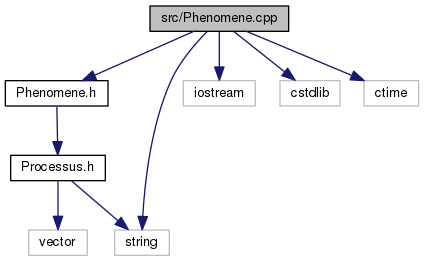 src/Phenomene.cpp
Phenomene.h
iostream
cstdlib
ctime
Processus.h
vector
string